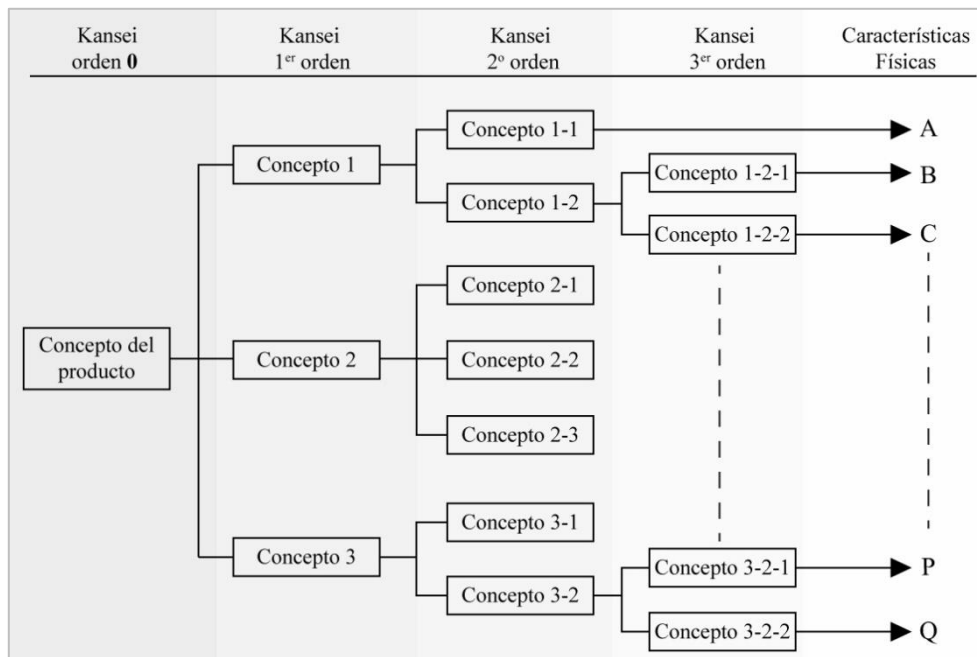 Kansei
orden 0
Kansei
1er orden
Kansei
2o orden
Kansei
3er orden
Características
Físicas
Concepto 1-1
A
Concepto 1
Concepto 1-2-1
B
Concepto 1-2
Concepto 1-2-2
C
Concepto 2-1
Concepto del
producto
Concepto 2
Concepto 2-2
Concepto 2-3
Concepto 3-1
Concepto 3
Concepto 3-2-1
P
Concepto 3-2
Concepto 3-2-2
Q